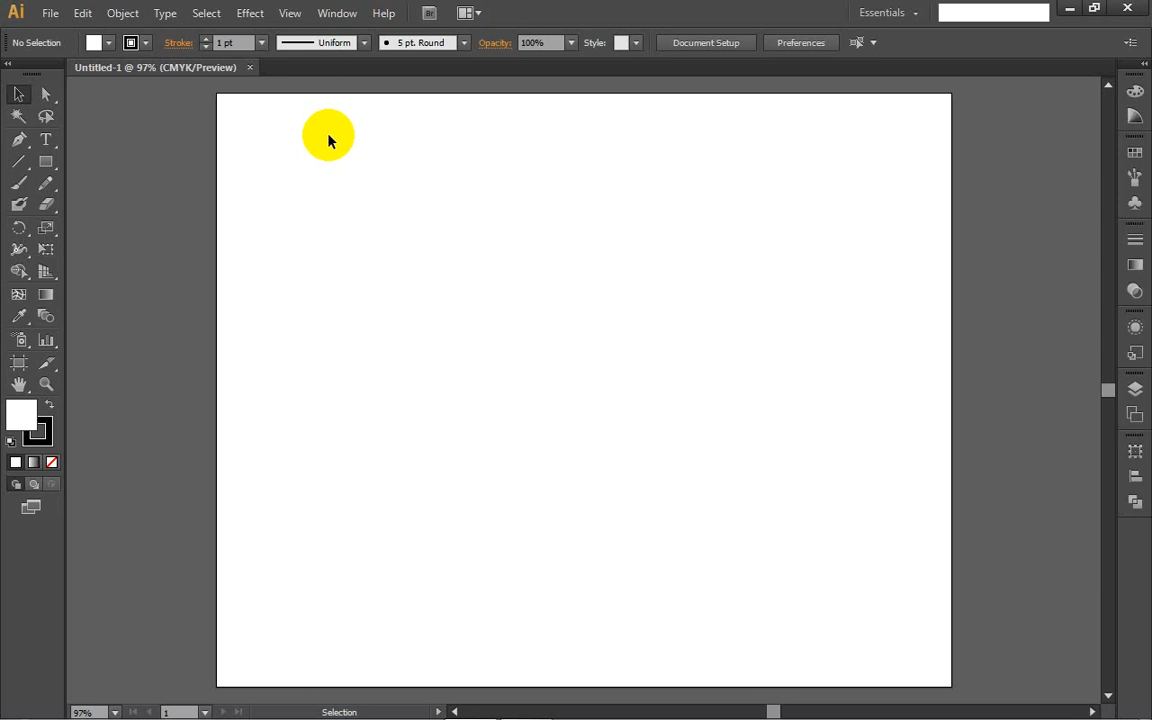 Ai File Edit Object Type Select Effect View Window Help Br Essentials
No Selection Stroke: 1 pt Uniform 5 pt. Round Opacity: 100% Style: Document Setup Preferences
Untitled-1 @ 97% (CMYK/Preview)
T
97% 1 Selection